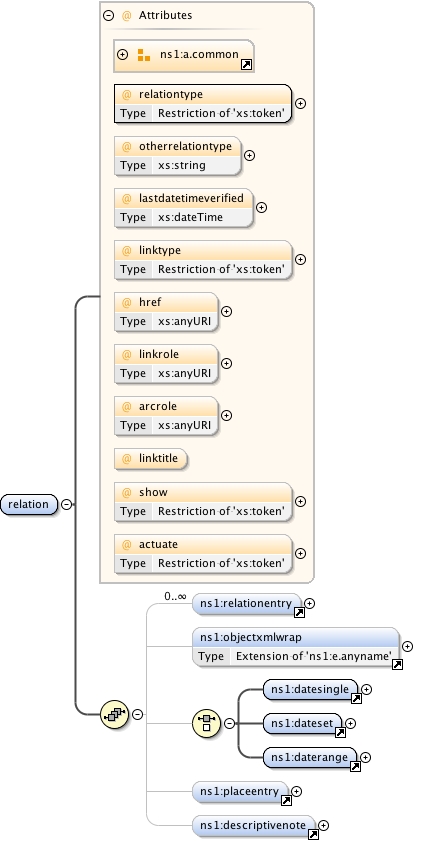 @ Attributes
ns1:a.common
@ relationtype
Type Restriction of 'xs:token'
@ otherrelationtype
Type xs:string
@ lastdatetimeverified
Type xs:dateTime
@ linktype
Type Restriction of 'xs:token'
@ href
Type xs:anyURI
@ linkrole
Type xs:anyURI
@ arcrole
Type xs:anyURI
@ linktitle
@ show
Type Restriction of 'xs:token'
@ actuate
Type Restriction of 'xs:token'
relation
0..∞
ns1:relationentry
ns1:objectxmlwrap
Type Extension of 'ns1:e.anyname'
ns1:datesingle
ns1:dateset
ns1:daterange
ns1:placeentry
ns1:descriptivenote